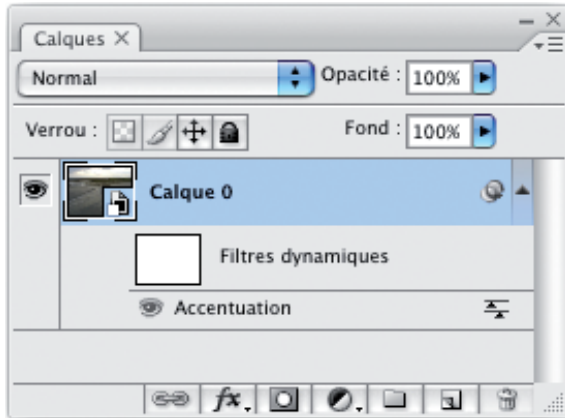 Calques
Normal
Opacité : 100%
Verrou :
Fond : 100%
Calque 0
Filtres dynamiques
Accentuation
fx.